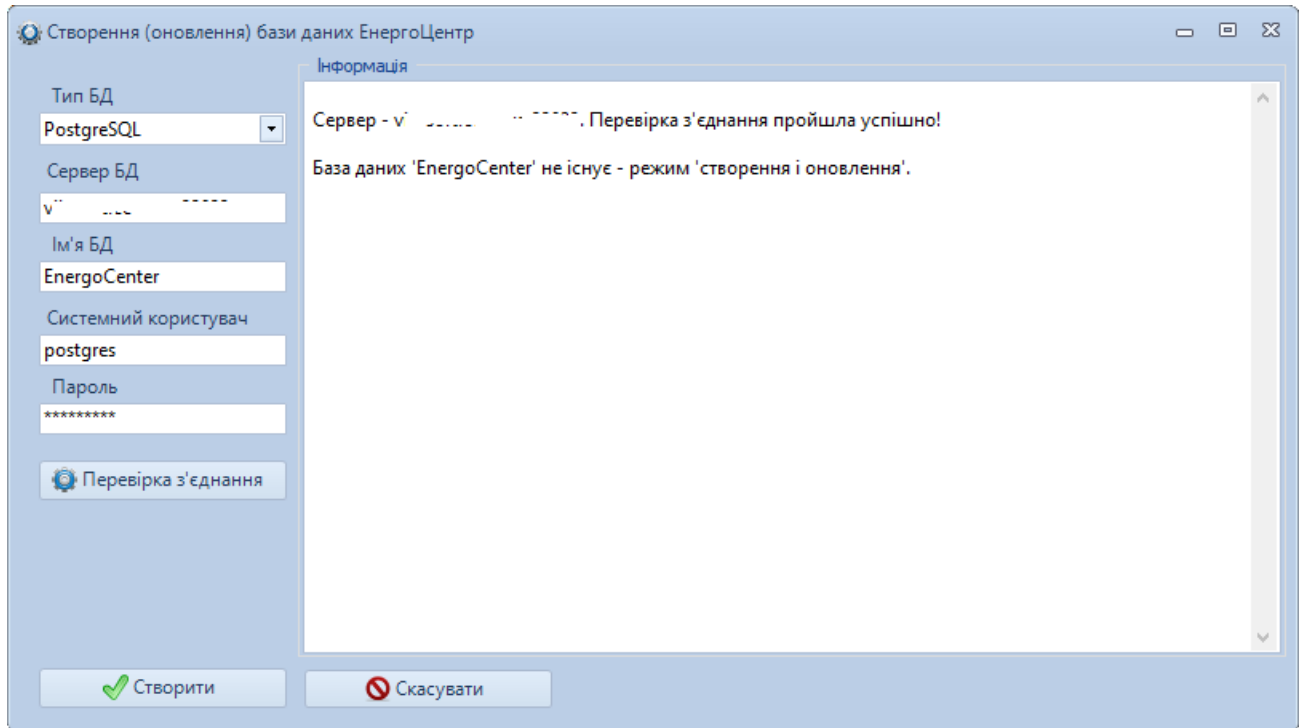 Створення (оновлення) бази даних ЕнергоЦентр
Інформація
Тип БД
PostgreSQL
Сервер БД
Ім'я БД
EnergoCenter
Системний користувач
postgres
Пароль
*********
Перевірка з'єднання
Сервер - . Перевірка з'єднання пройшла успішно!
База даних 'EnergoCenter' не існує - режим 'створення і оновлення'.
Створити
Скасувати